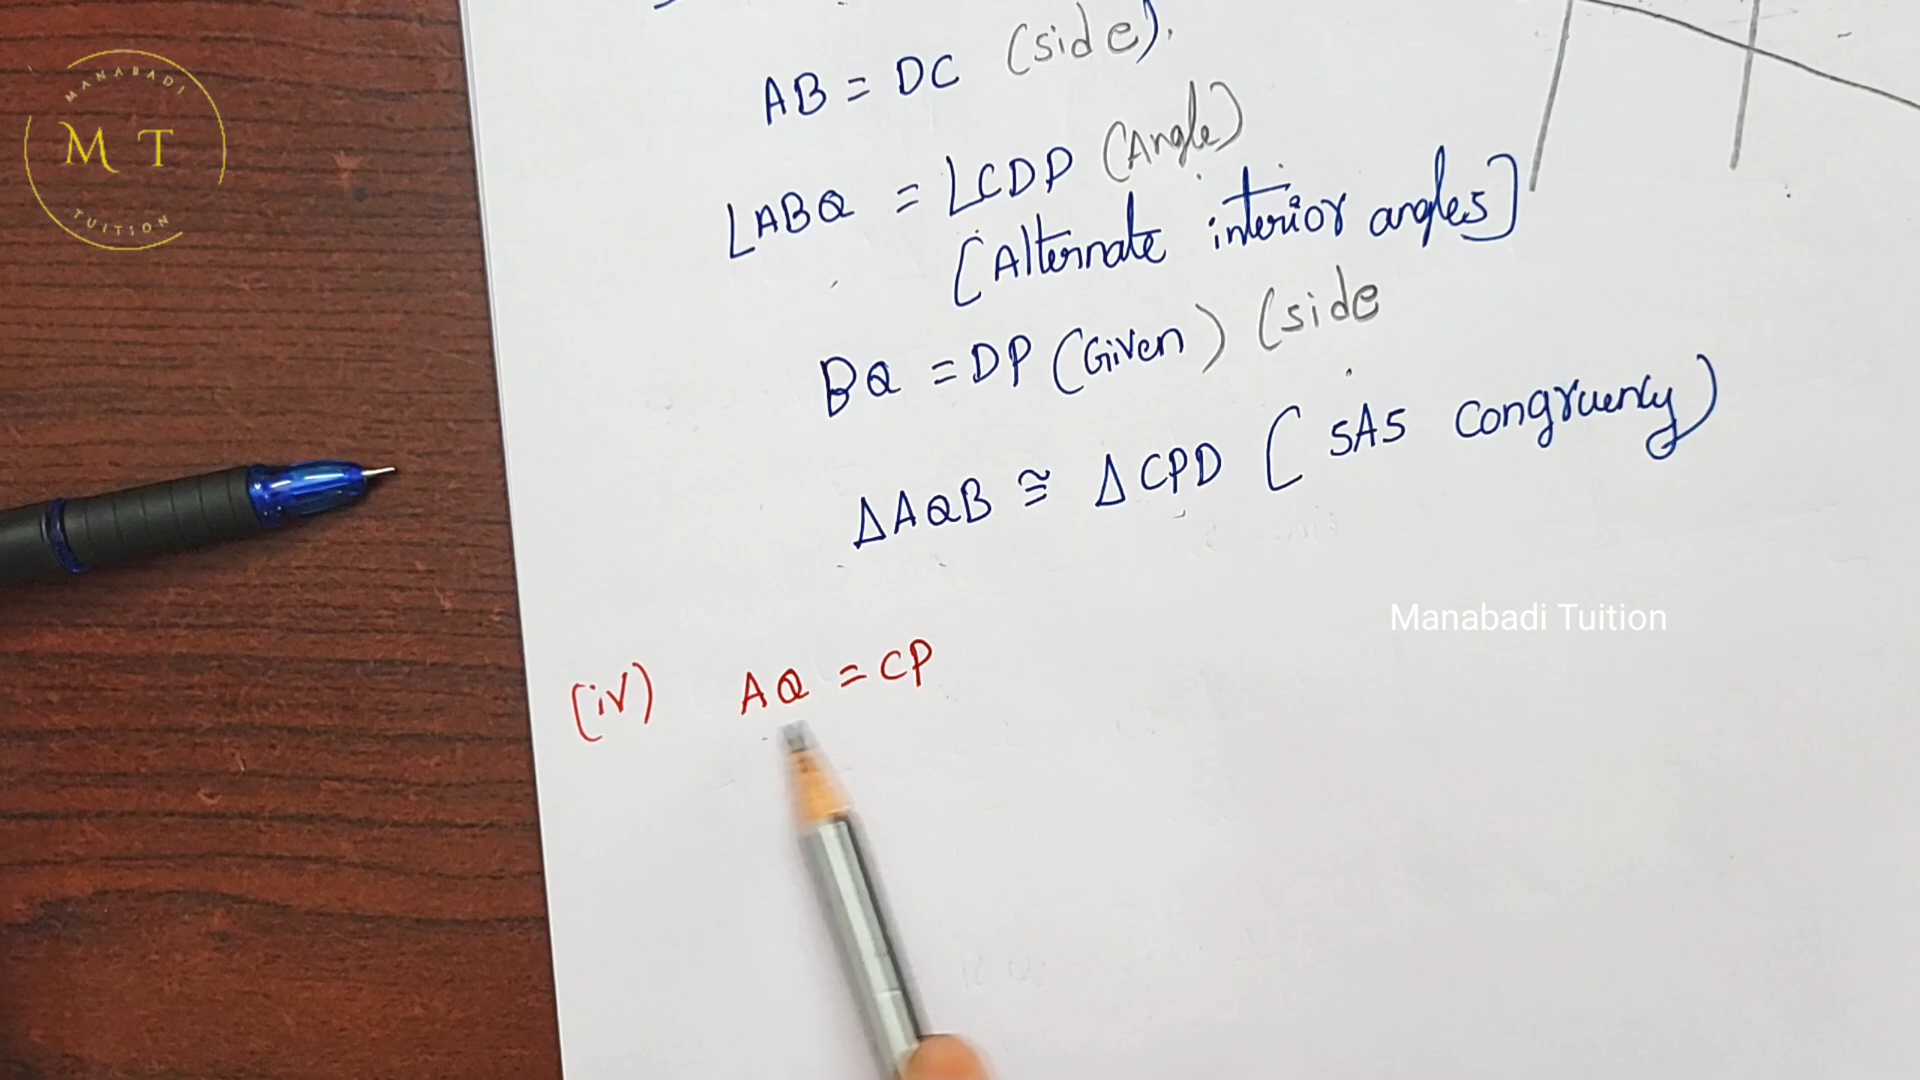 MANABADI
M T
TUITION
AB = DC (side).
∟ABQ = ∟CDP (Angle)
[Alternate interior angles]
BQ = DP (Given) (side
ΔAQB ≅ ΔCPD ( SAS congruency)
Manabadi Tuition
(iv) AQ = CP